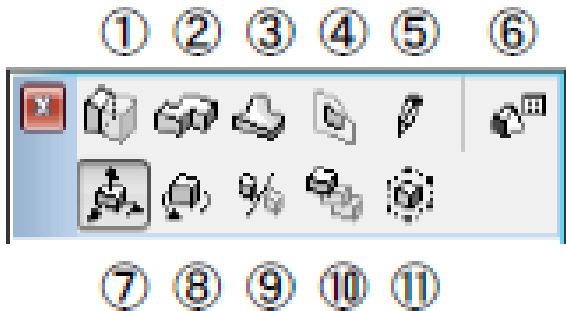 ① ② ③ ④ ⑤ ⑥
⑦ ⑧ ⑨ ⑩ ⑪